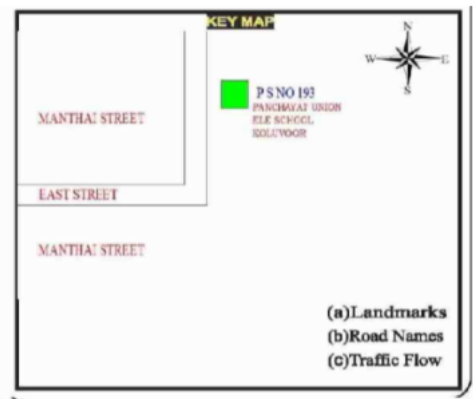 KEY MAP
N
W E
S
P S NO 193
PANCHAYAT UNION
ELE SCHOOL
KOLUVOOR
MANTHAI STREET
EAST STREET
MANTHAI STREET
(a)Landmarks
(b)Road Names
(c)Traffic Flow